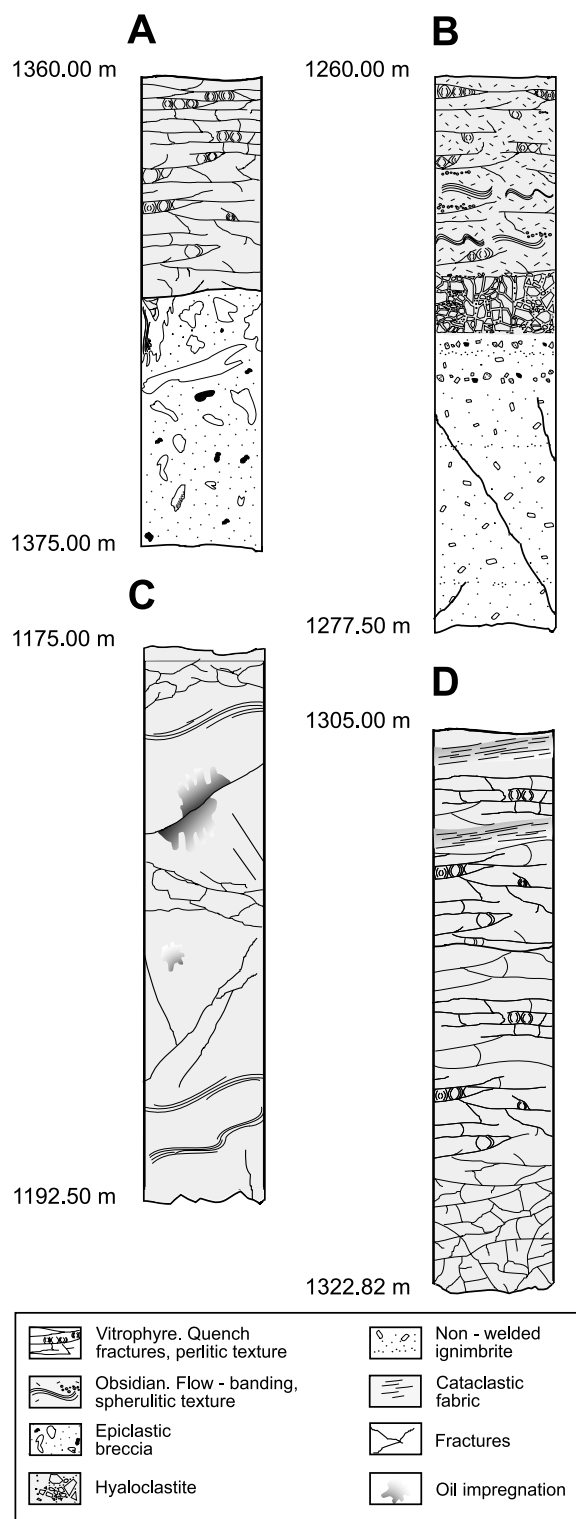 A
1360.00 m
1375.00 m
B
1260.00 m
1277.50 m
C
1175.00 m
1192.50 m
D
1305.00 m
1322.82 m
Vitrophyre. Quench
fractures, perlitic texture
Obsidian. Flow - banding,
spherulitic texture
Epiclastic
breccia
Hyaloclastite
Non - welded
ignimbrite
Cataclastic
fabric
Fractures
Oil impregnation